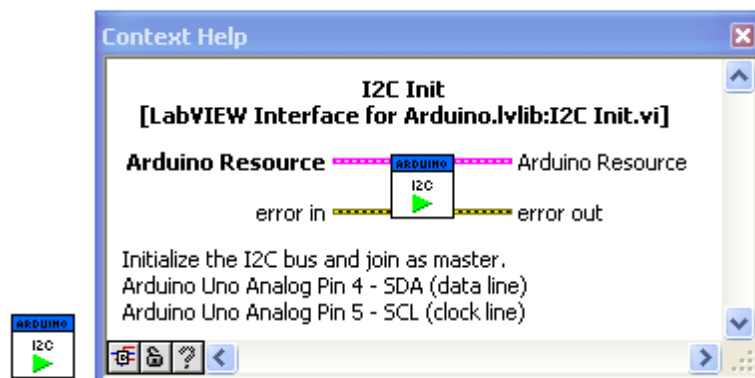 Context Help
I2C Init
[LabVIEW Interface for Arduino.lvlib:I2C Init.vi]
Arduino Resource ARDUINO Arduino Resource
I2C
error in error out
Initialize the I2C bus and join as master.
Arduino Uno Analog Pin 4 - SDA (data line)
Arduino Uno Analog Pin 5 - SCL (clock line)
ARDUINO
I2C
?